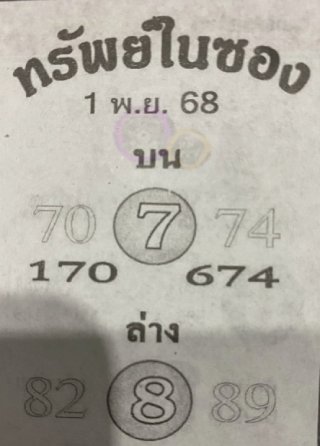 ทรัพย์ในซอง
1 พ.ย. 68
บน
70 7 74
170 674
ล่าง
82 8 89